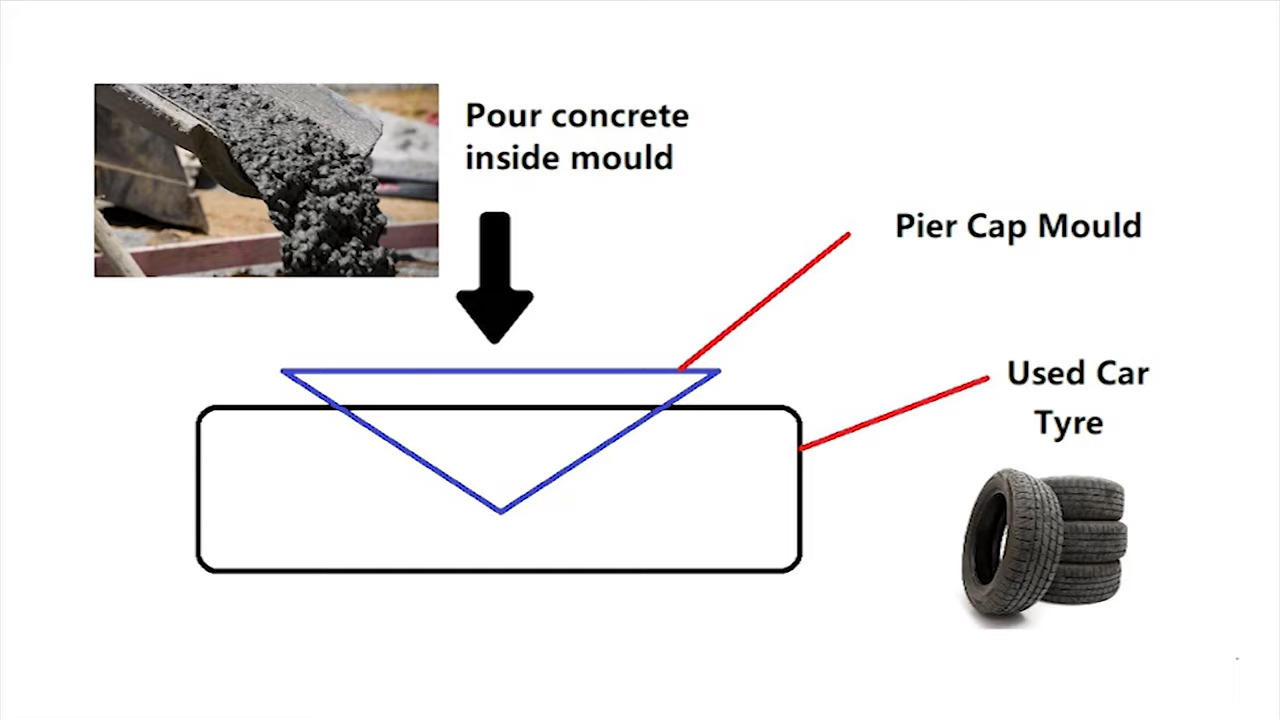 Pour concrete
inside mould
Pier Cap Mould
Used Car
Tyre